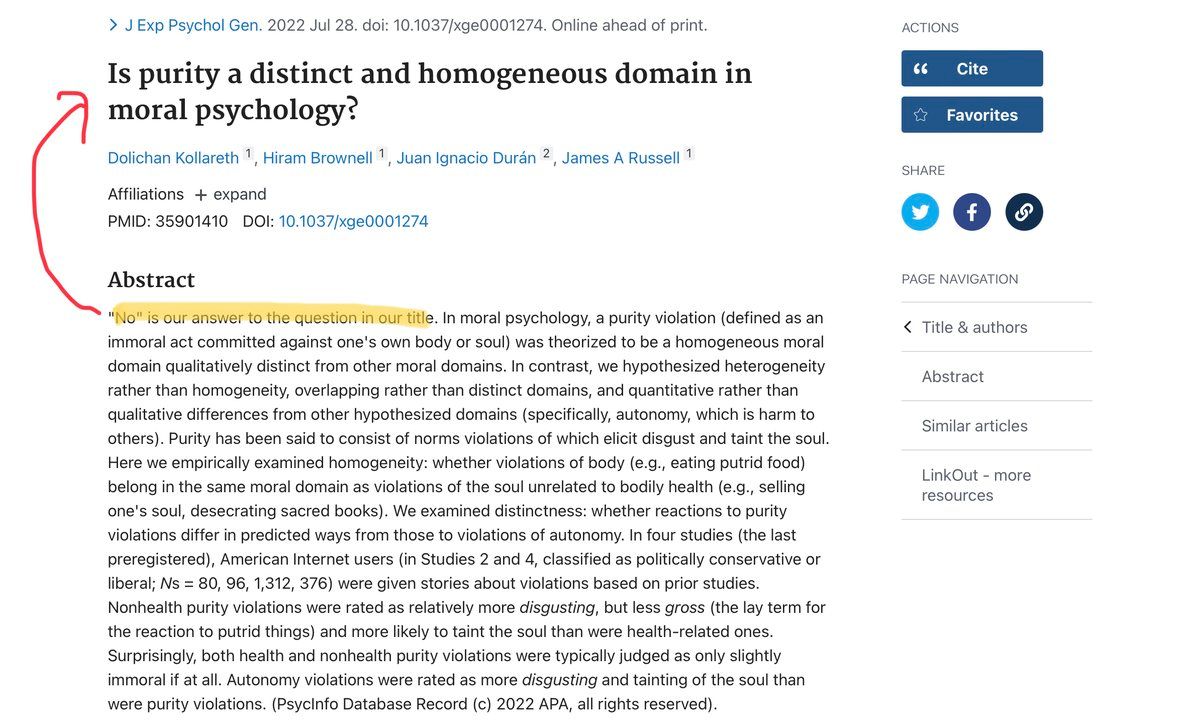 J Exp Psychol Gen. 2022 Jul 28. doi: 10.1037/xge0001274. Online ahead of print.
Is purity a distinct and homogeneous domain in
moral psychology?
Dolichan Kollareth 1, Hiram Brownell 1, Juan Ignacio Durán 2, James A Russell 1
Affiliations + expand
PMID: 35901410 DOI: 10.1037/xge0001274
Abstract
"No" is our answer to the question in our title. In moral psychology, a purity violation (defined as an
immoral act committed against one's own body or soul) was theorized to be a homogeneous moral
domain qualitatively distinct from other moral domains. In contrast, we hypothesized heterogeneity
rather than homogeneity, overlapping rather than distinct domains, and quantitative rather than
qualitative differences from other hypothesized domains (specifically, autonomy, which is harm to
others). Purity has been said to consist of norms violations of which elicit disgust and taint the soul.
Here we empirically examined homogeneity: whether violations of body (e.g., eating putrid food)
belong in the same moral domain as violations of the soul unrelated to bodily health (e.g., selling
one's soul, desecrating sacred books). We examined distinctness: whether reactions to purity
violations differ in predicted ways from those to violations of autonomy. In four studies (the last
preregistered), American Internet users (in Studies 2 and 4, classified as politically conservative or
liberal; Ns = 80, 96, 1,312, 376) were given stories about violations based on prior studies.
Nonhealth purity violations were rated as relatively more disgusting, but less gross (the lay term for
the reaction to putrid things) and more likely to taint the soul than were health-related ones.
Surprisingly, both health and nonhealth purity violations were typically judged as only slightly
immoral if at all. Autonomy violations were rated as more disgusting and tainting of the soul than
were purity violations. (PsycInfo Database Record (c) 2022 APA, all rights reserved).
ACTIONS
Cite
Favorites
SHARE
PAGE NAVIGATION
Title & authors
Abstract
Similar articles
LinkOut - more
resources